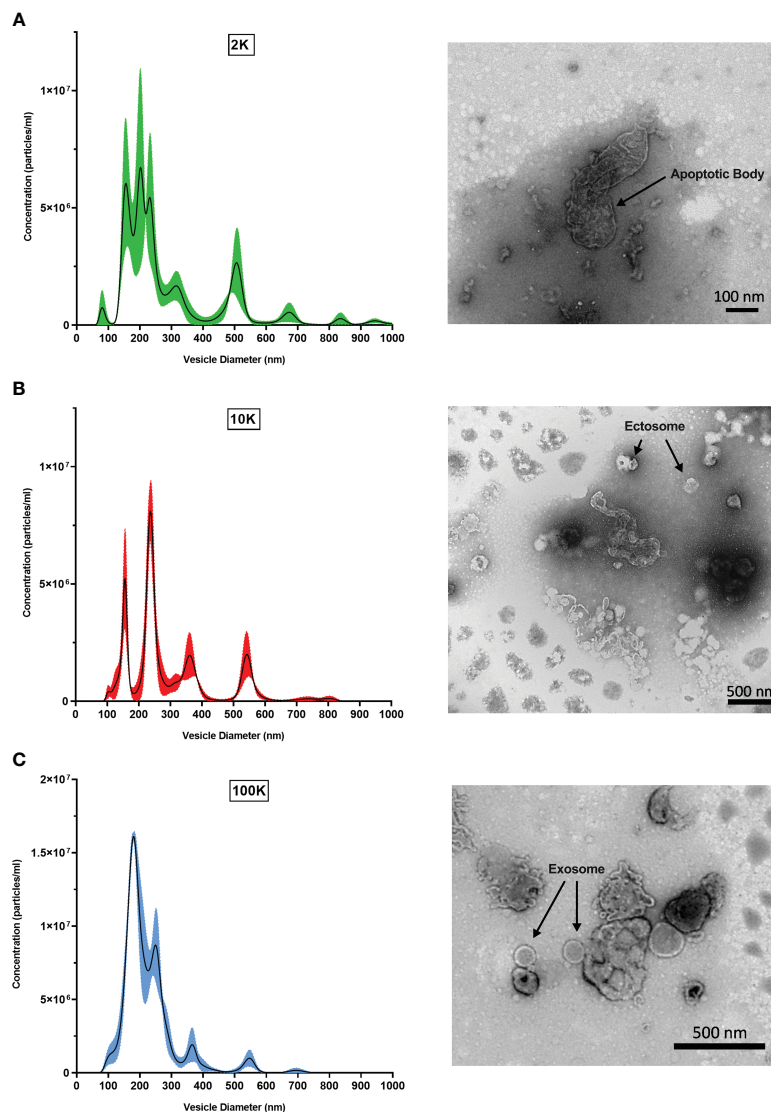 A
2K
Concentration (particles/ml)
1×10⁷
5×10⁶
0
0 100 200 300 400 500 600 700 800 900 1000
Vesicle Diameter (nm)
Apoptotic Body
100 nm
B
10K
Concentration (particles/ml)
1×10⁷
5×10⁶
0
0 100 200 300 400 500 600 700 800 900 1000
Vesicle Diameter (nm)
Ectosome
500 nm
C
100K
Concentration (particles/ml)
2×10⁷
1.5×10⁷
1×10⁷
5×10⁶
0
0 100 200 300 400 500 600 700 800 900 1000
Vesicle Diameter (nm)
Exosome
500 nm